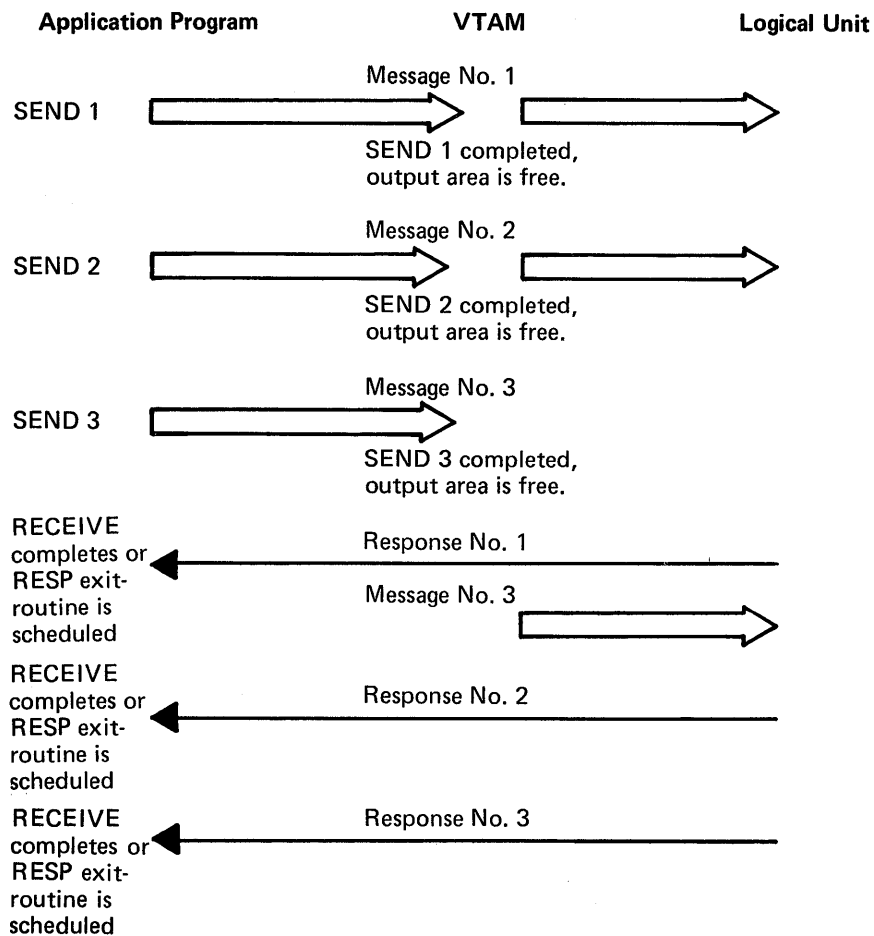 Application Program VTAM Logical Unit
Message No. 1
SEND 1
SEND 1 completed,
output area is free.
Message No. 2
SEND 2
SEND 2 completed,
output area is free.
Message No. 3
SEND 3
SEND 3 completed,
output area is free.
RECEIVE
completes or
RESP exit-
routine is
scheduled
Response No. 1
Message No. 3
RECEIVE
completes or
RESP exit-
routine is
scheduled
Response No. 2
RECEIVE
completes or
RESP exit-
routine is
scheduled
Response No. 3